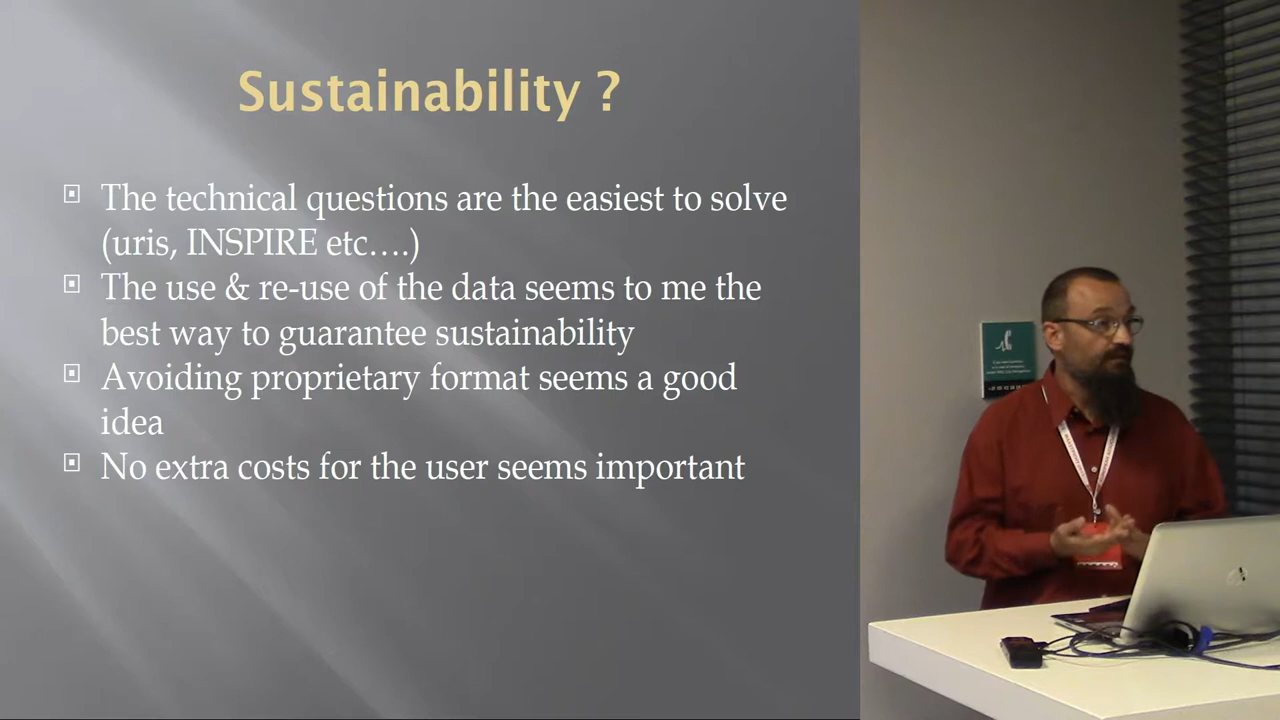 Sustainability ?
The technical questions are the easiest to solve
(uris, INSPIRE etc….)
The use & re-use of the data seems to me the
best way to guarantee sustainability
Avoiding proprietary format seems a good
idea
No extra costs for the user seems important